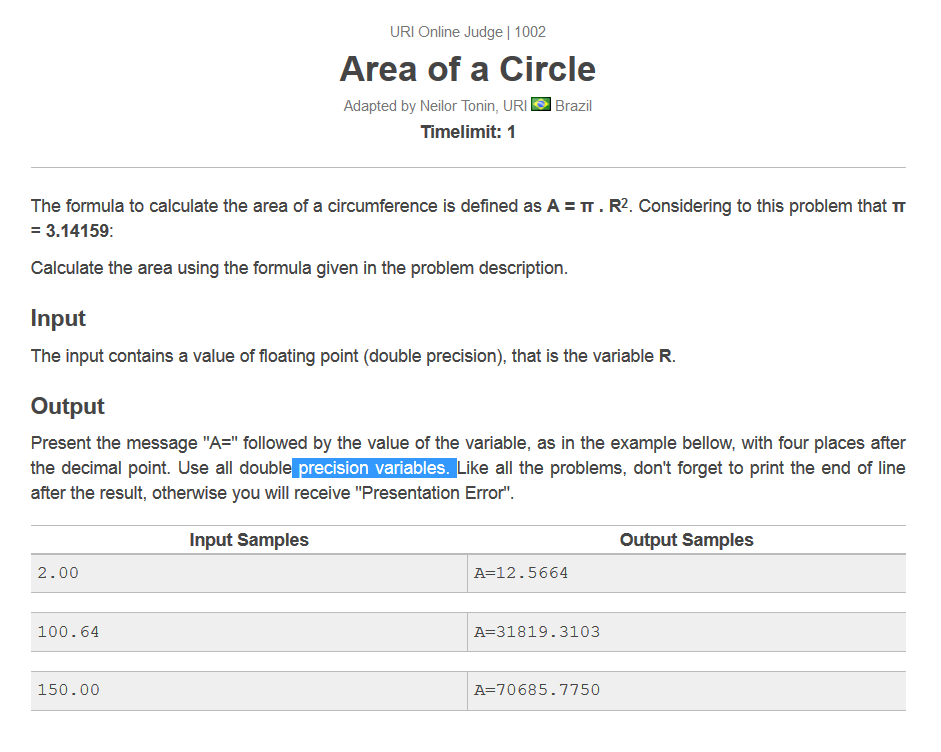 URI Online Judge | 1002
Area of a Circle
Adapted by Neilor Tonin, URI Brazil
Timelimit: 1
The formula to calculate the area of a circumference is defined as A = π . R². Considering to this problem that π
= 3.14159:
Calculate the area using the formula given in the problem description.
Input
The input contains a value of floating point (double precision), that is the variable R.
Output
Present the message "A=" followed by the value of the variable, as in the example bellow, with four places after
the decimal point. Use all double precision variables. Like all the problems, don't forget to print the end of line
after the result, otherwise you will receive "Presentation Error".
Input Samples Output Samples
2.00 A=12.5664
100.64 A=31819.3103
150.00 A=70685.7750